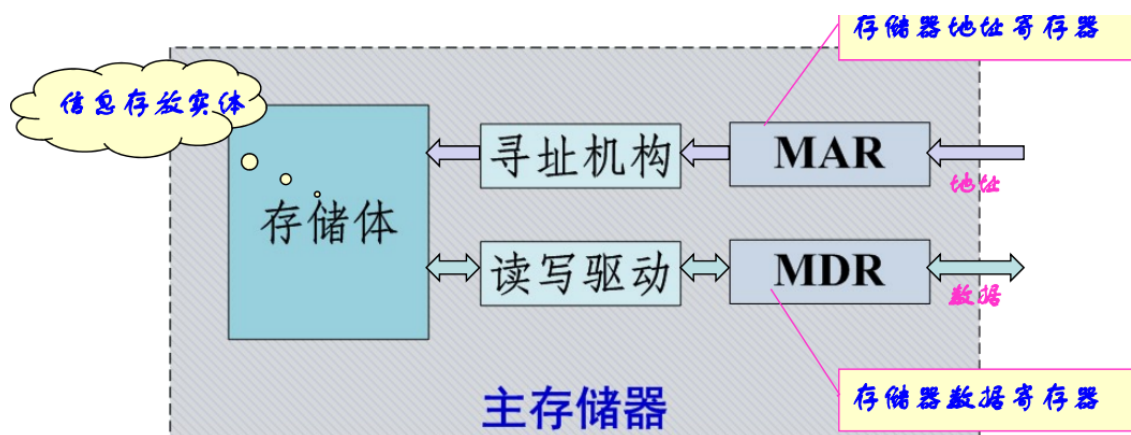 存储器地址寄存器
信息存放实体
寻址机构
MAR
地址
存储体
读写驱动
MDR
数据
主存储器
存储器数据寄存器